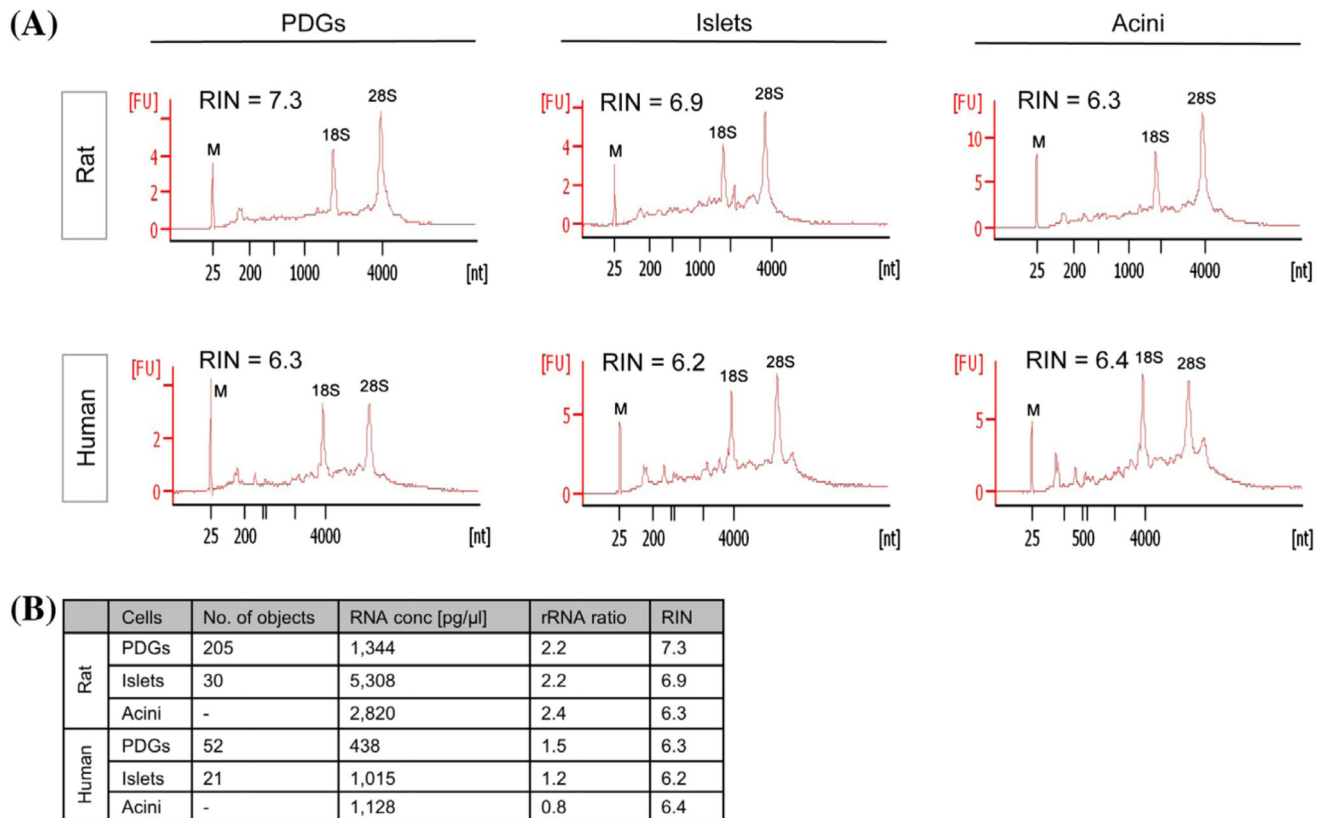 (A)
PDGs Islets Acini
Rat
[FU] RIN = 7.3 28S
18S
M
4
2
0
25 200 1000 4000 [nt]
[FU] RIN = 6.9 28S
18S
M
4
2
0
25 200 1000 4000 [nt]
[FU] RIN = 6.3 28S
18S
M
10
5
0
25 200 1000 4000 [nt]
Human
[FU] RIN = 6.3
M 18S 28S
2
0
25 200 4000 [nt]
[FU] RIN = 6.2 28S
18S
M
5
0
25 200 4000 [nt]
[FU] RIN = 6.4 18S 28S
M
5
0
25 500 4000 [nt]
(B)
Cells No. of objects RNA conc [pg/µl] rRNA ratio RIN
Rat
PDGs 205 1,344 2.2 7.3
Islets 30 5,308 2.2 6.9
Acini - 2,820 2.4 6.3
Human
PDGs 52 438 1.5 6.3
Islets 21 1,015 1.2 6.2
Acini - 1,128 0.8 6.4